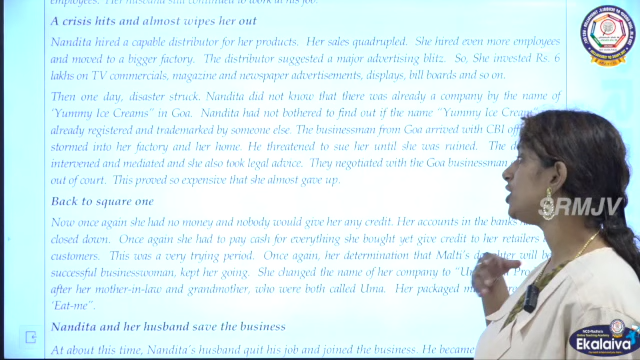 employees. Her husband still continued to work at his job.
A crisis hits and almost wipes her out
Nandita hired a capable distributor for her products. Her sales quadrupled. She hired even more employees
and moved to a bigger factory. The distributor suggested a major advertising blitz. So, She invested Rs. 6
lakhs on TV commercials, magazine and newspaper advertisements, displays, bill boards and so on.
Then one day, disaster struck. Nandita did not know that there was already a company by the name of
"Yummy Ice Creams" in Goa. Nandita had not bothered to find out if the name "Yummy Ice Cream"
already registered and trademarked by someone else. The businessman from Goa arrived with CBI
stormed into her factory and her home. He threatened to sue her until she was ruined. The
intervened and mediated and she also took legal advice. They negotiated with the Goa businessman
out of court. This proved so expensive that she almost gave up.
Back to square one
Now once again she had no money and nobody would give her any credit. Her accounts in the banks
closed down. Once again she had to pay cash for everything she bought yet give credit to her retailers
customers. This was a very trying period. Once again, her determination that Malti's daughter will be
successful businesswoman, kept her going. She changed the name of her company to
after her mother-in-law and grandmother, who were both called Uma. Her packaged
'Eat-me".
Nandita and her husband save the business
At about this time, Nandita's husband quit his job and joined the business. He became
SRMJV
Ekalaiva